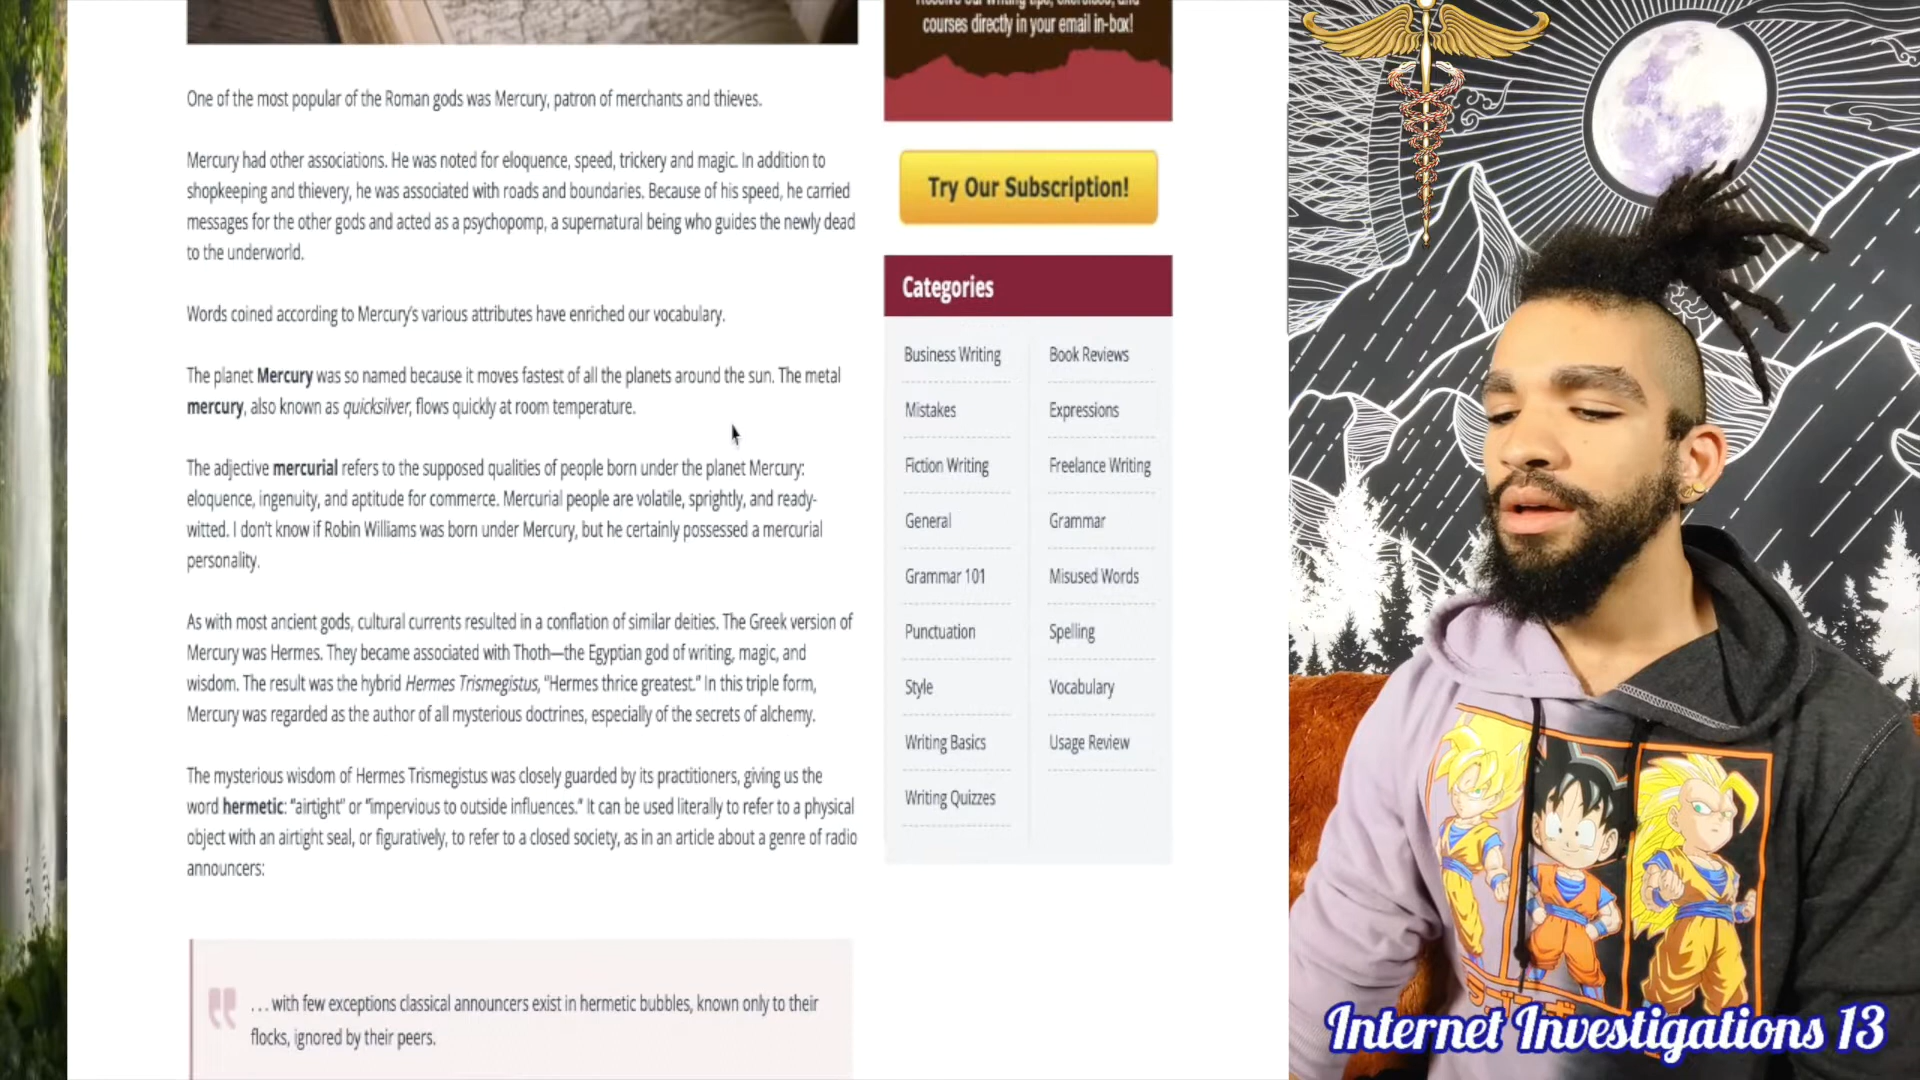 courses directly in your email in-box!
One of the most popular of the Roman gods was Mercury, patron of merchants and thieves.
Mercury had other associations. He was noted for eloquence, speed, trickery and magic. In addition to
shopkeeping and thievery, he was associated with roads and boundaries. Because of his speed, he carried
messages for the other gods and acted as a psychopomp, a supernatural being who guides the newly dead
to the underworld.
Words coined according to Mercury's various attributes have enriched our vocabulary.
The planet Mercury was so named because it moves fastest of all the planets around the sun. The metal
mercury, also known as quicksilver, flows quickly at room temperature.
The adjective mercurial refers to the supposed qualities of people born under the planet Mercury:
eloquence, ingenuity, and aptitude for commerce. Mercurial people are volatile, sprightly, and ready-
witted. I don't know if Robin Williams was born under Mercury, but he certainly possessed a mercurial
personality.
As with most ancient gods, cultural currents resulted in a conflation of similar deities. The Greek version of
Mercury was Hermes. They became associated with Thoth—the Egyptian god of writing, magic, and
wisdom. The result was the hybrid Hermes Trismegistus, "Hermes thrice greatest." In this triple form,
Mercury was regarded as the author of all mysterious doctrines, especially of the secrets of alchemy.
The mysterious wisdom of Hermes Trismegistus was closely guarded by its practitioners, giving us the
word hermetic: "airtight" or "impervious to outside influences." It can be used literally to refer to a physical
object with an airtight seal, or figuratively, to refer to a closed society, as in an article about a genre of radio
announcers:
. . . with few exceptions classical announcers exist in hermetic bubbles, known only to their
flocks, ignored by their peers.
Try Our Subscription!
Categories
Business Writing
Book Reviews
Mistakes
Expressions
Fiction Writing
Freelance Writing
General
Grammar
Grammar 101
Misused Words
Punctuation
Spelling
Style
Vocabulary
Writing Basics
Usage Review
Writing Quizzes
Internet Investigations 13